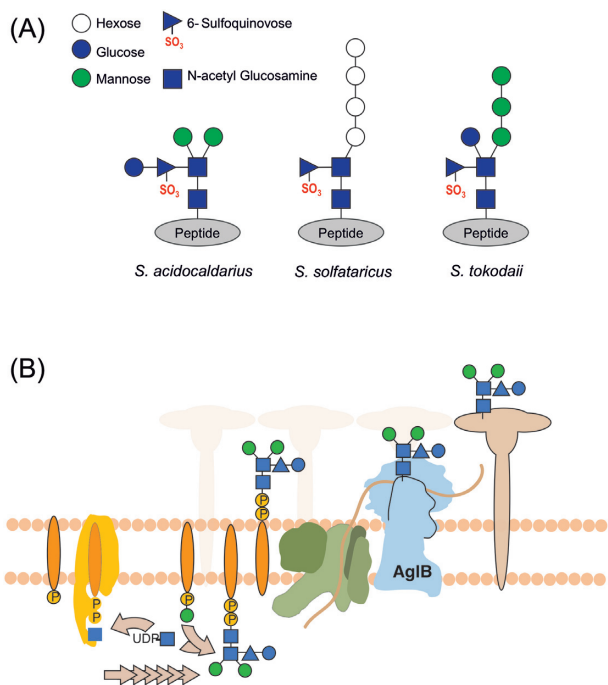 (A)
Hexose
6- Sulfoquinovose
SO3
Glucose
Mannose
N-acetyl Glucosamine
SO3
SO3
SO3
Peptide
Peptide
Peptide
S. acidocaldarius
S. solfataricus
S. tokodaii
(B)
P
P
AglB
P
P
P
P
P
P
UDP